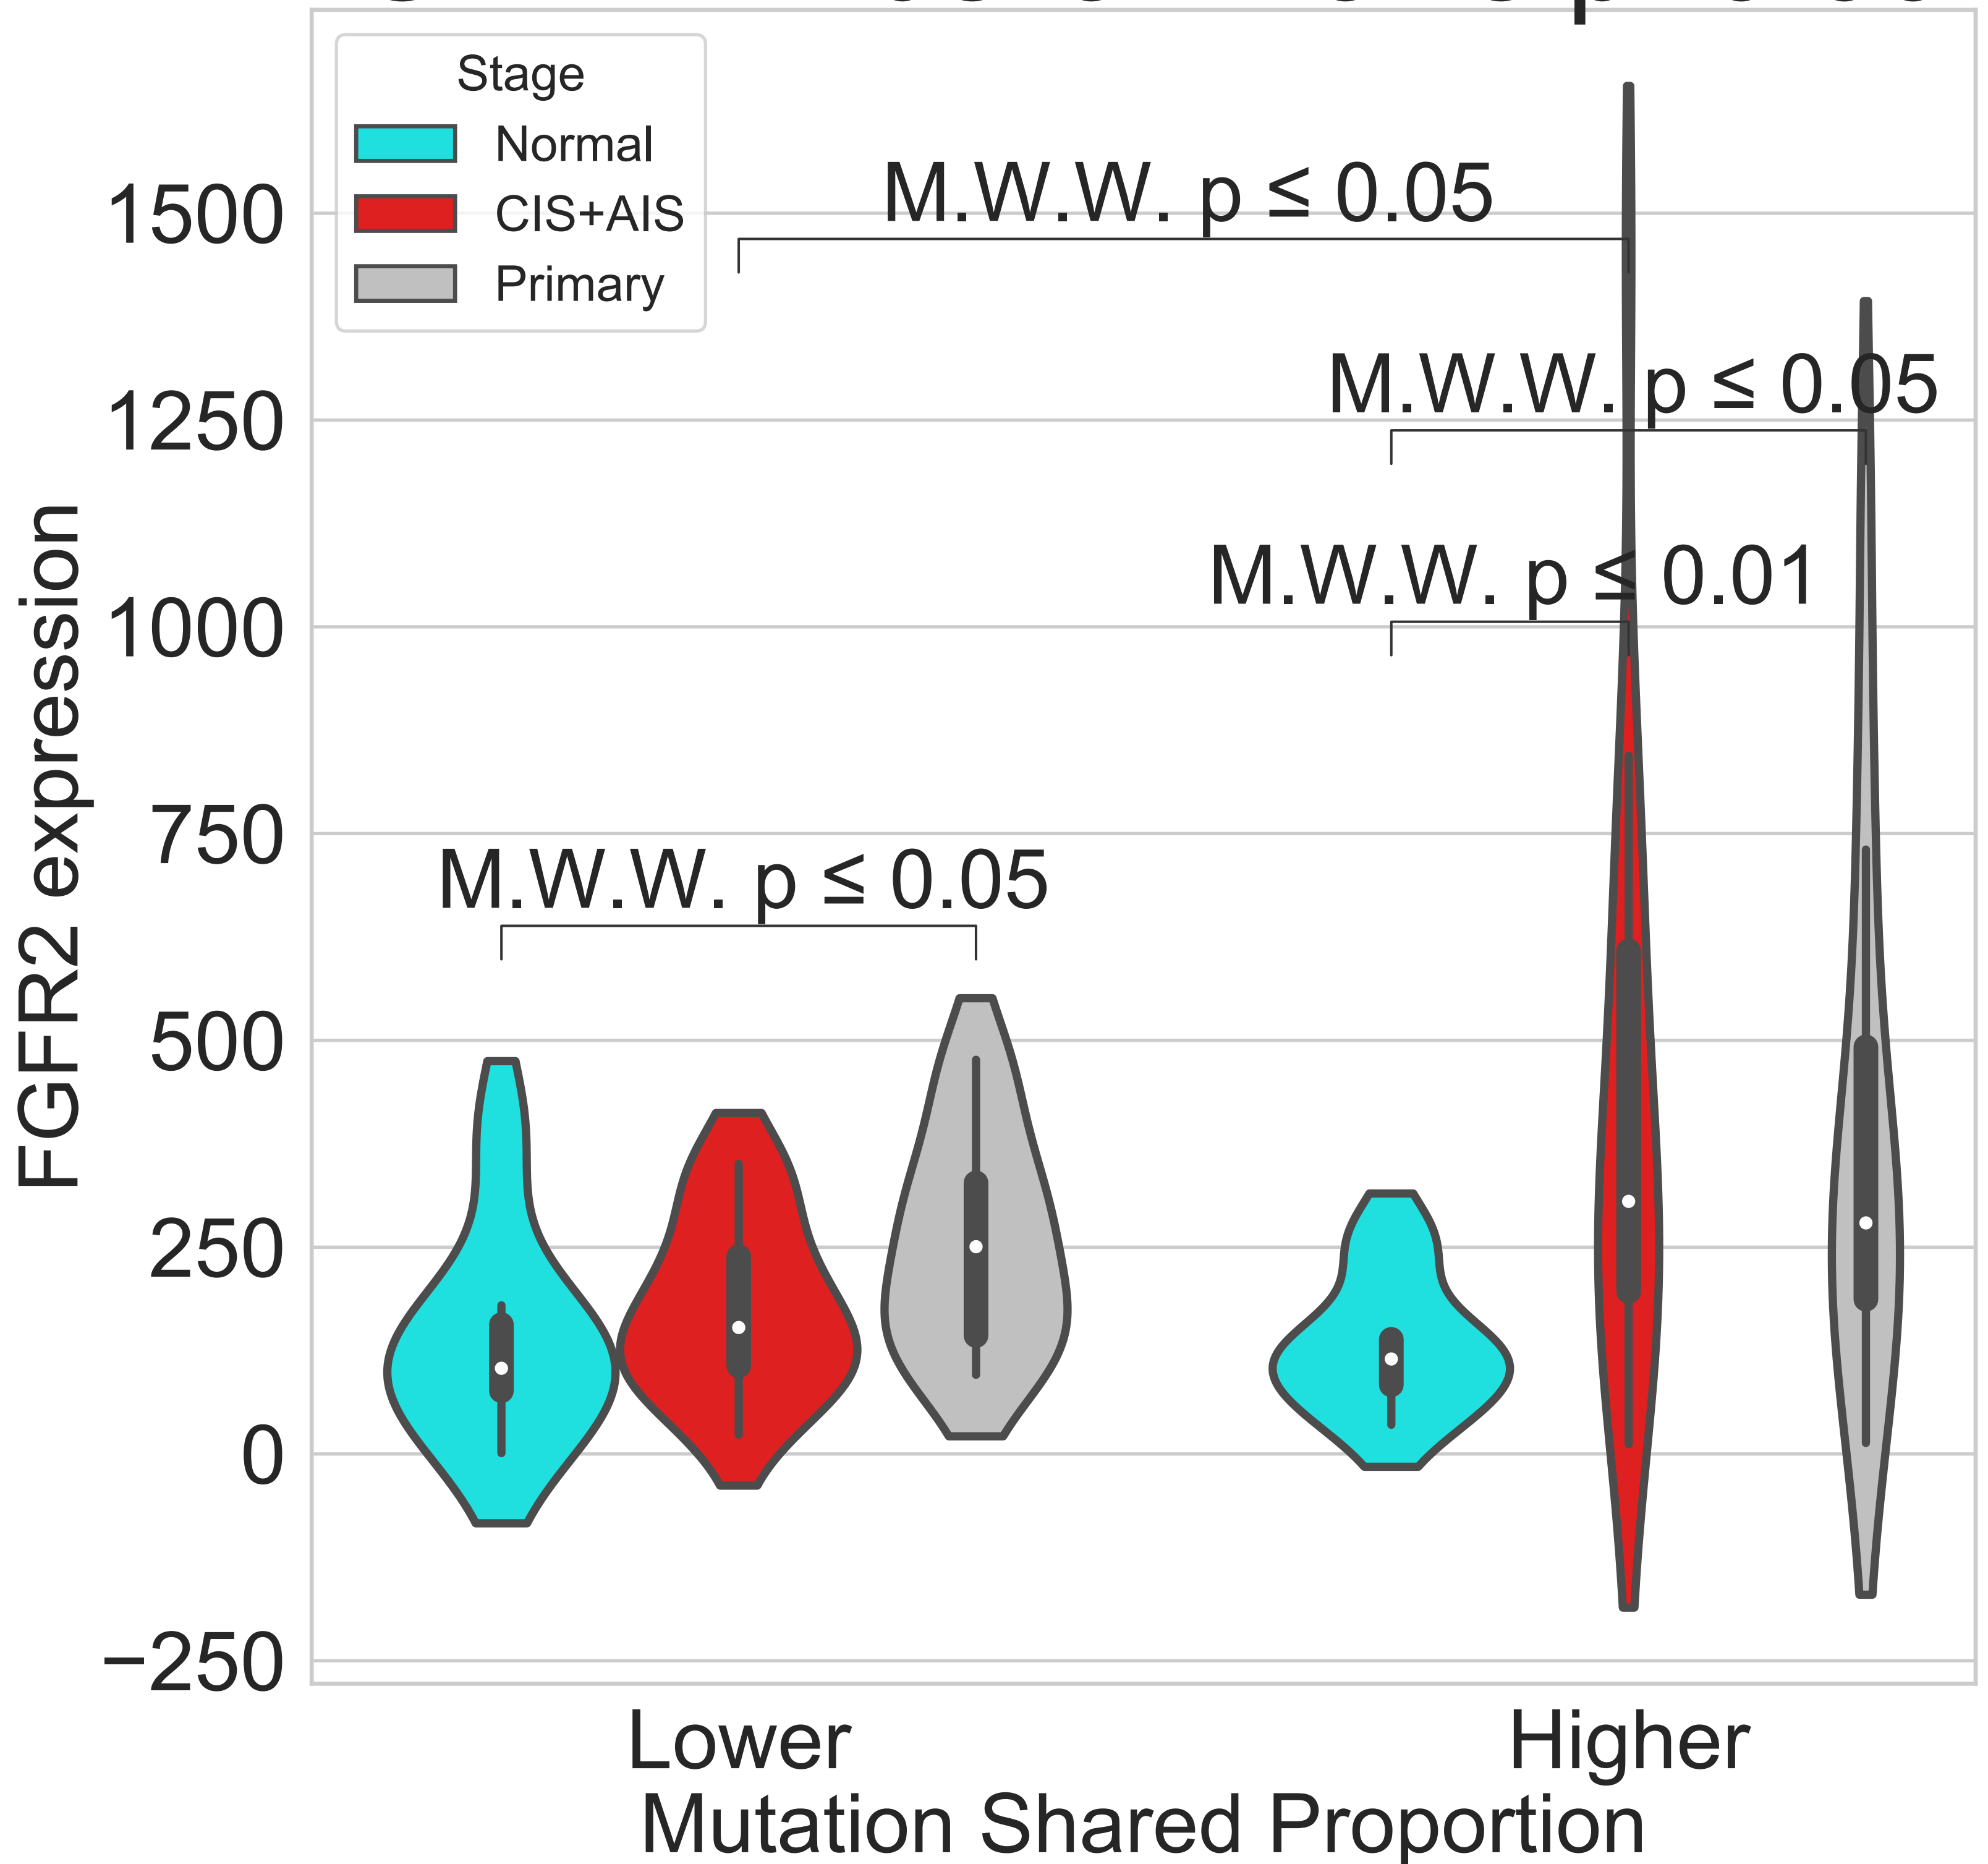 Stage
Normal
CIS+AIS
Primary
M.W.W. p ≤ 0.05
M.W.W. p ≤ 0.05
M.W.W. p ≤ 0.01
M.W.W. p ≤ 0.05
FGFR2 expression
1500
1250
1000
750
500
250
0
−250
Lower
Higher
Mutation Shared Proportion